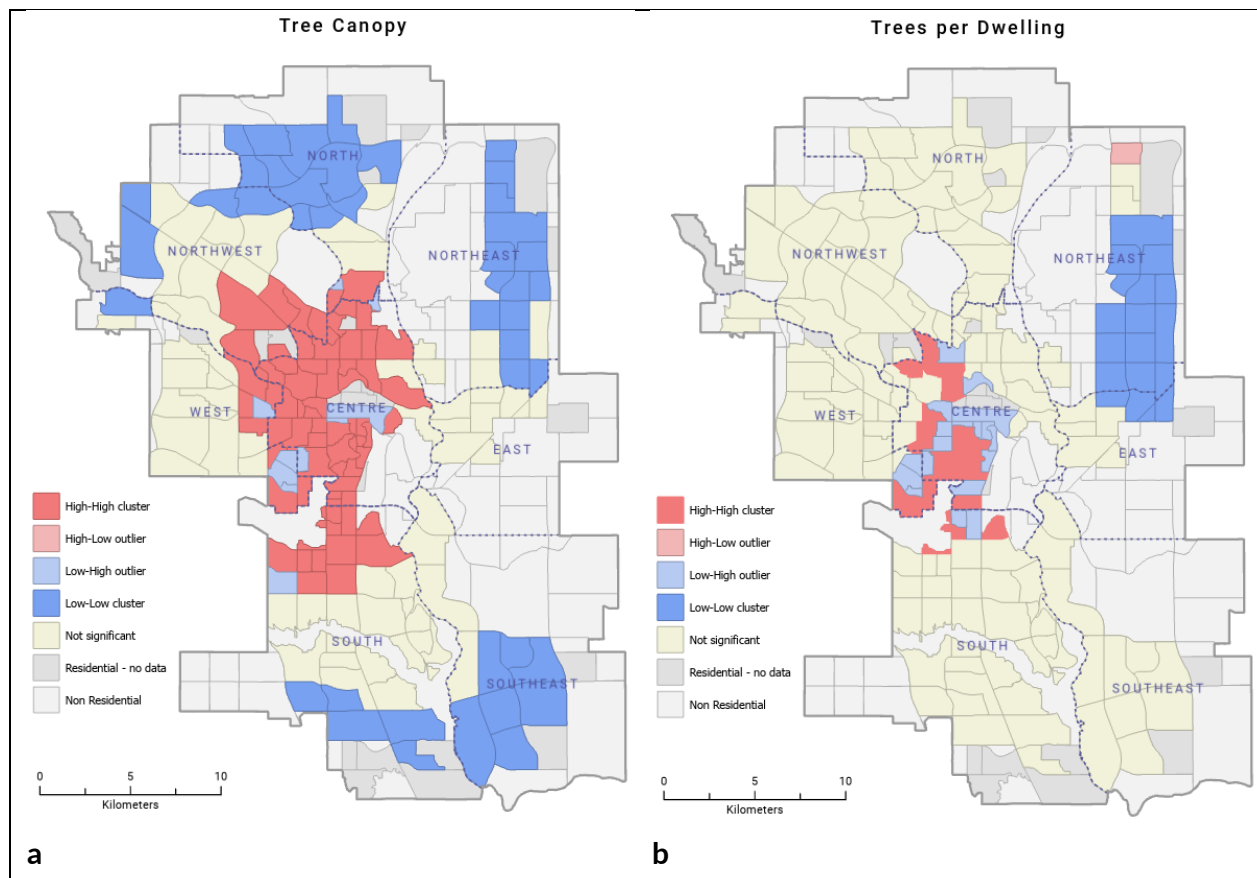 Tree Canopy
NORTH
NORTHWEST
NORTHEAST
WEST
CENTRE
EAST
SOUTH
SOUTHEAST
High-High cluster
High-Low outlier
Low-High outlier
Low-Low cluster
Not significant
Residential - no data
Non Residential
0 5 10
Kilometers
a
Trees per Dwelling
NORTH
NORTHWEST
NORTHEAST
WEST
CENTRE
EAST
SOUTH
SOUTHEAST
High-High cluster
High-Low outlier
Low-High outlier
Low-Low cluster
Not significant
Residential - no data
Non Residential
0 5 10
Kilometers
b